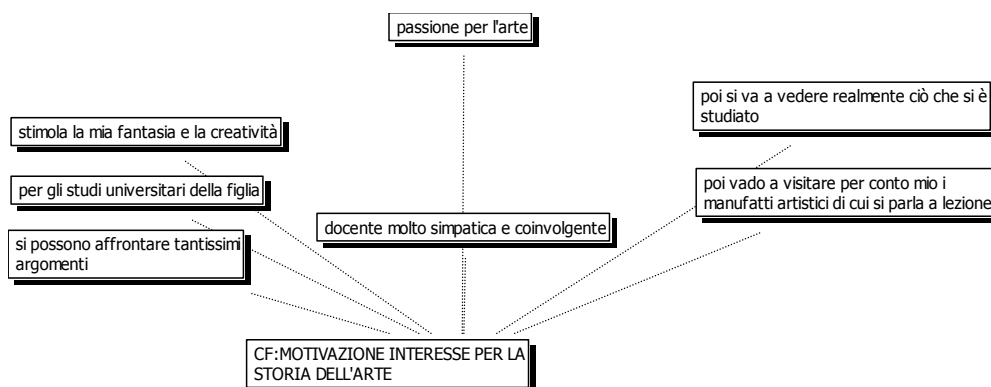 passione per l'arte
poi si va a vedere realmente ciò che si è
studiato
stimola la mia fantasia e la creatività
per gli studi universitari della figlia
poi vado a visitare per conto mio i
manufatti artistici di cui si parla a lezione
docente molto simpatica e coinvolgente
si possono affrontare tantissimi
argomenti
CF:MOTIVAZIONE INTERESSE PER LA
STORIA DELL'ARTE